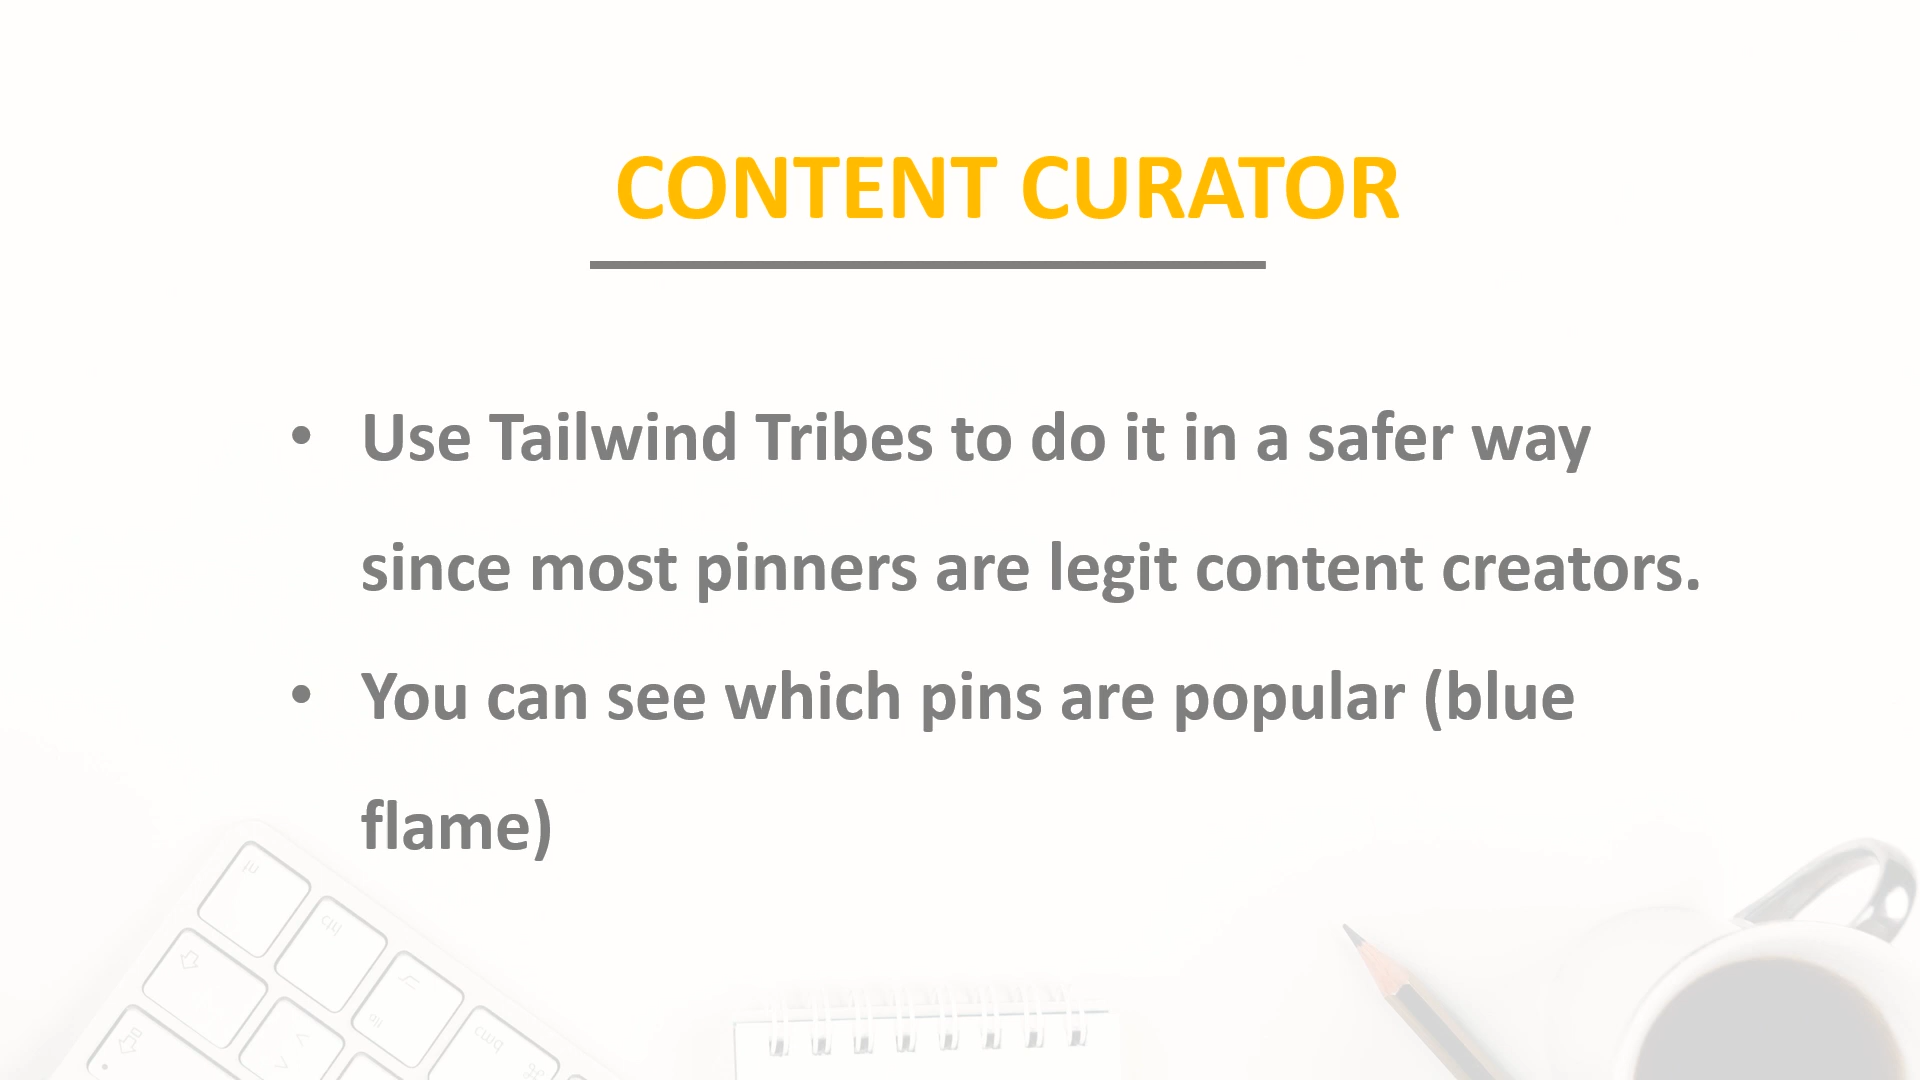 CONTENT CURATOR
• Use Tailwind Tribes to do it in a safer way
since most pinners are legit content creators.
• You can see which pins are popular (blue
flame)